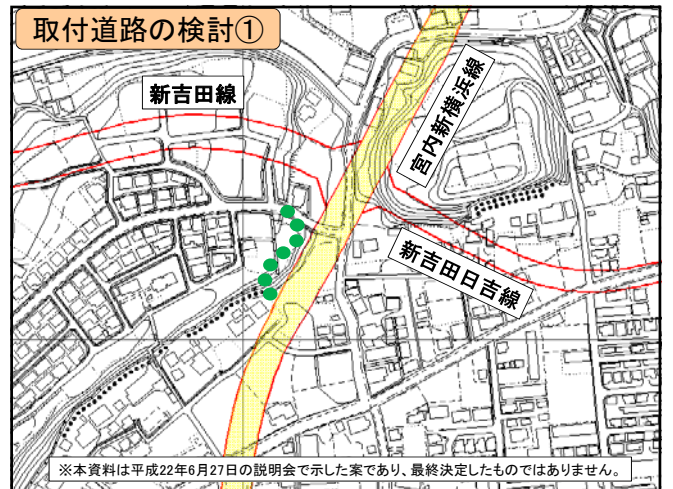 取付道路の検討①
新吉田線
宮内新横浜線
新吉田日吉線
※本資料は平成22年6月27日の説明会で示した案であり、最終決定したものではありません。